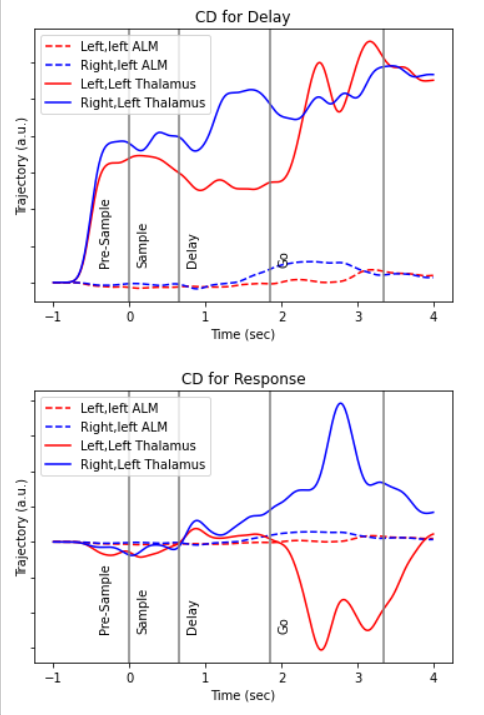 CD for Delay
Left,left ALM
Right,left ALM
Left,Left Thalamus
Right,Left Thalamus
Trajectory (a.u.)
Pre-Sample
Sample
Delay
Go
−1 0 1 2 3 4
Time (sec)
CD for Response
Left,left ALM
Right,left ALM
Left,Left Thalamus
Right,Left Thalamus
Trajectory (a.u.)
Pre-Sample
Sample
Delay
Go
−1 0 1 2 3 4
Time (sec)